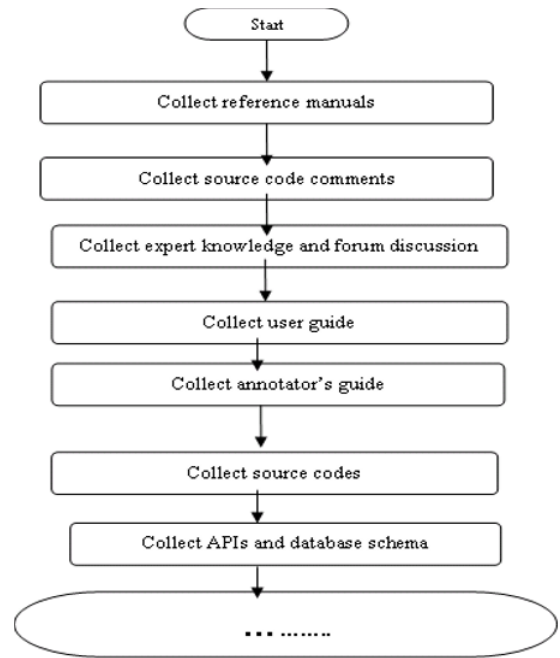 Start
Collect reference manuals
Collect source code comments
Collect expert knowledge and forum discussion
Collect user guide
Collect annotator's guide
Collect source codes
Collect APIs and database schema
... ........